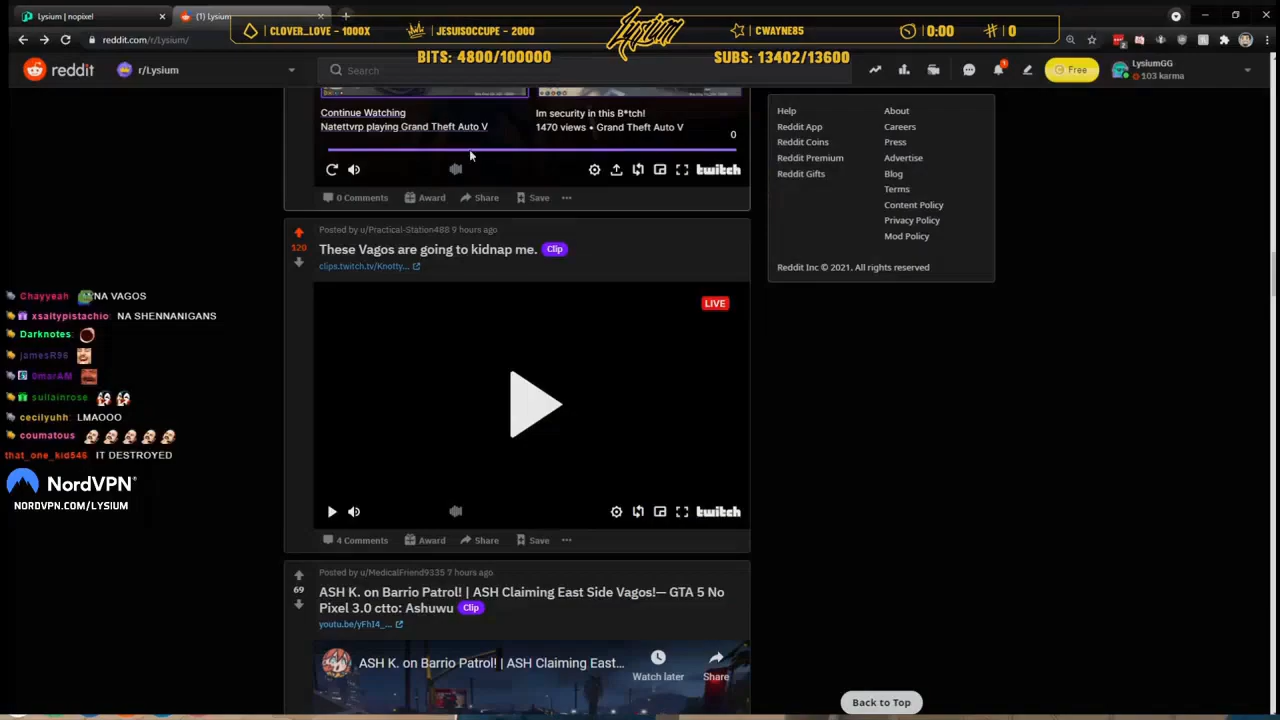 Lysium | nopixel
(1) Lysium
reddit.com/r/Lysium/
CLOVER_LOVE - 1000X
JESUISOCCUPE - 2000
Lysium
CWAYNE85
0:00
0
BITS: 4800/100000
SUBS: 13402/13600
reddit
r/Lysium
Search
1
Free
LysiumGG
103 karma
Continue Watching
Natettvrp playing Grand Theft Auto V
Im security in this B*tch!
1470 views • Grand Theft Auto V
0
twitch
0 Comments
Award
Share
Save
Help
About
Reddit App
Careers
Reddit Coins
Press
Reddit Premium
Advertise
Reddit Gifts
Blog
Terms
Content Policy
Privacy Policy
Mod Policy
Reddit Inc © 2021. All rights reserved
Posted by u/Practical-Station488 9 hours ago
120
These Vagos are going to kidnap me.
Clip
clips.twitch.tv/Knotty...
LIVE
twitch
4 Comments
Award
Share
Save
Chayyeah
NA VAGOS
xsaltypistachio
NA SHENNANIGANS
Darknotes:
jamesR56
0morAM
sullainrose
cecilyuhh
LMAOOO
coumatous
that_one_kid546
IT DESTROYED
NordVPN®
NORDVPN.COM/LYSIUM
Posted by u/MedicalFriend9335 7 hours ago
69
ASH K. on Barrio Patrol! | ASH Claiming East Side Vagos!— GTA 5 No
Pixel 3.0 ctto: Ashuwu
Clip
youtu.be/yFhI4_...
ASH K. on Barrio Patrol! | ASH Claiming East...
Watch later
Share
Back to Top